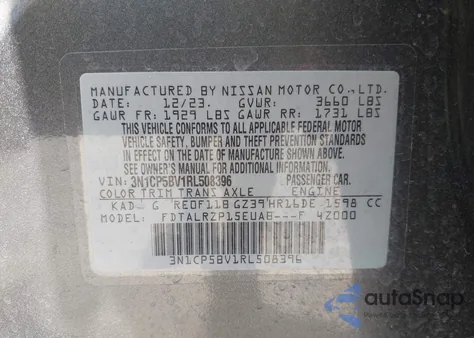 MANUFACTURED BY NISSAN MOTOR CO.,LTD.
DATE: 12/23. GVWR: 3660 LBS
GAWR FR: 1929 LBS GAWR RR: 1731 LBS
THIS VEHICLE CONFORMS TO ALL APPLICABLE FEDERAL MOTOR
VEHICLE SAFETY, BUMPER AND THEFT PREVENTION STANDARDS
IN EFFECT ON THE DATE OF MANUFACTURE SHOWN ABOVE.
SEE OWNER'S MANUAL FOR ADDITIONAL INFORMATION.
VIN: 3N1CP5BV1RL508396 . PASSENGER CAR.
COLOR TRIM TRANS AXLE ENGINE
KAD G RE0F11B GZ39 HR16DE 1598 CC
MODEL: FDTALRZP15EUAB---F 4Z000
3N1CP5BV1RL508396
autoSnap